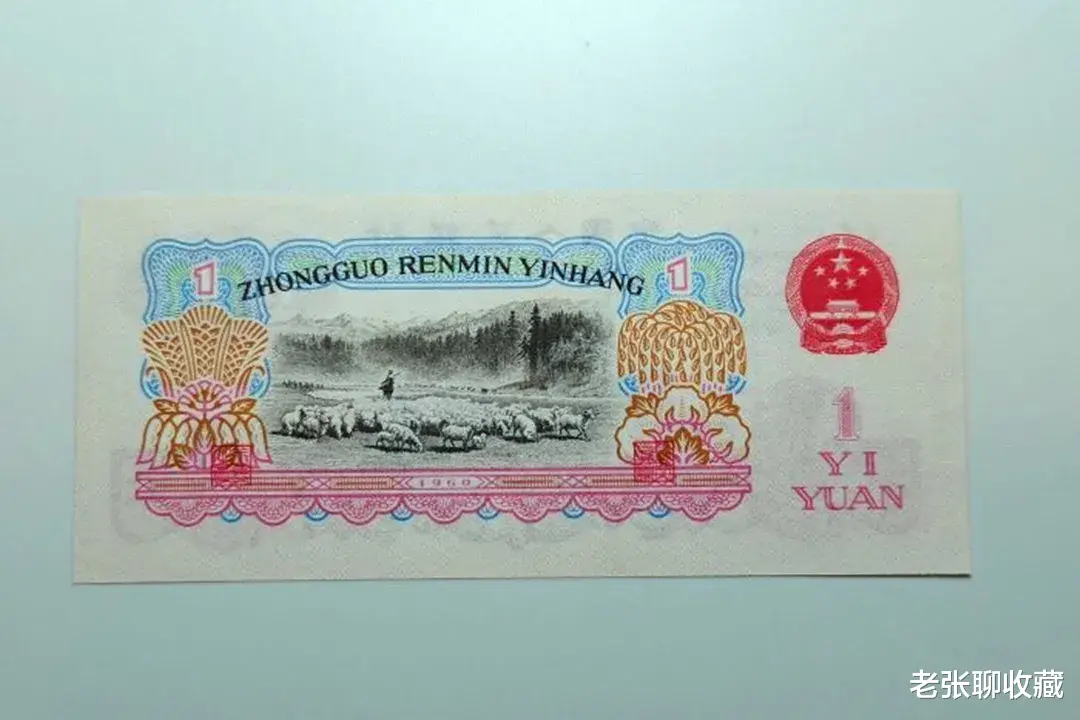 1
ZHONGGUO RENMIN YINHANG
1
1960
1
YI
YUAN
老张聊收藏